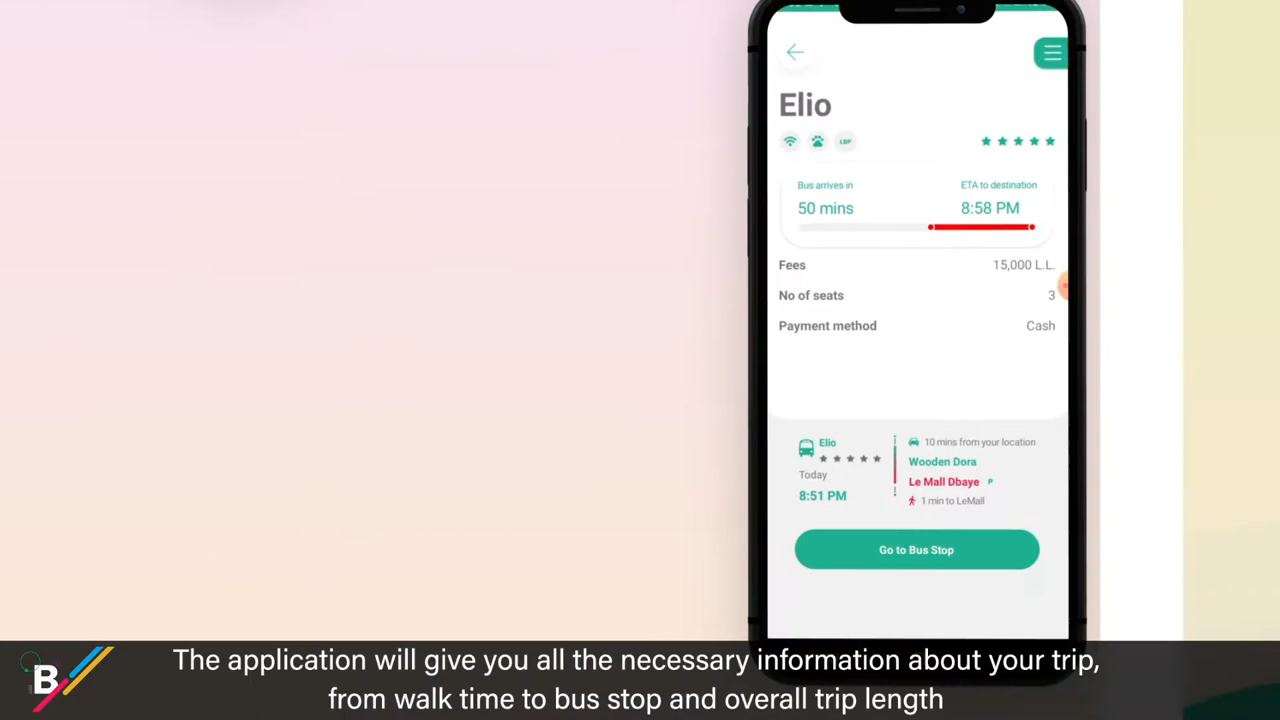 Elio
LBP
Bus arrives in
ETA to destination
50 mins
8:58 PM
Fees
15,000 L.L.
No of seats
3
Payment method
Cash
Elio
10 mins from your location
Wooden Dora
Today
Le Mall Dbaye P
8:51 PM
1 min to LeMall
Go to Bus Stop
B
The application will give you all the necessary information about your trip,
from walk time to bus stop and overall trip length